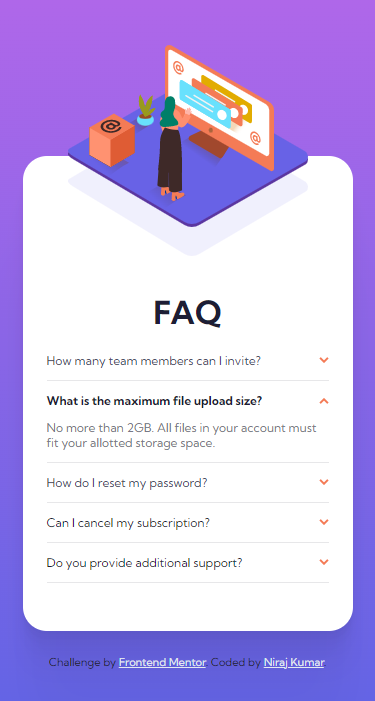 FAQ
How many team members can I invite?
What is the maximum file upload size?
No more than 2GB. All files in your account must
fit your allotted storage space.
How do I reset my password?
Can I cancel my subscription?
Do you provide additional support?
Challenge by Frontend Mentor. Coded by Niraj Kumar.